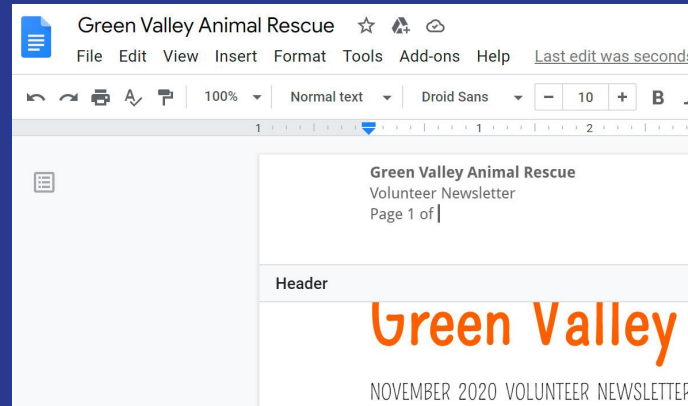 Green Valley Animal Rescue
File Edit View Insert Format Tools Add-ons Help Last edit was seconds
100% Normal text Droid Sans − 10 + B
1 1 2
Green Valley Animal Rescue
Volunteer Newsletter
Page 1 of
Header
Green Valley
NOVEMBER 2020 VOLUNTEER NEWSLETTER